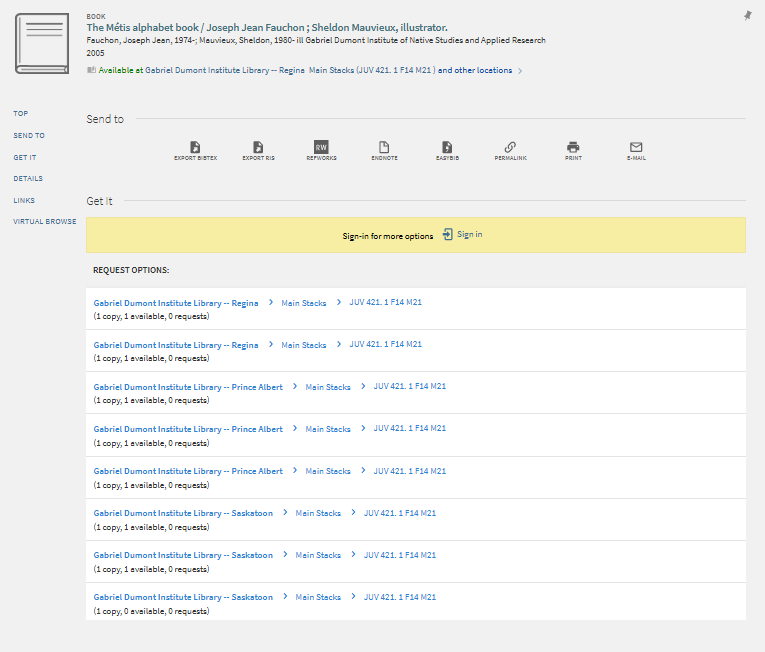 BOOK
The Métis alphabet book / Joseph Jean Fauchon ; Sheldon Mauvieux, illustrator.
Fauchon, Joseph Jean, 1974-; Mauvieux, Sheldon, 1980- ill Gabriel Dumont Institute of Native Studies and Applied Research
2005
Available at Gabriel Dumont Institute Library -- Regina Main Stacks (JUV 421. 1 F14 M21 ) and other locations
TOP
SEND TO
GET IT
DETAILS
LINKS
VIRTUAL BROWSE
Send to
EXPORT BIBTEX
EXPORT RIS
RW
REFWORKS
ENDNOTE
EASYBIB
PERMALINK
PRINT
E-MAIL
Get It
Sign-in for more options Sign in
REQUEST OPTIONS:
Gabriel Dumont Institute Library -- Regina Main Stacks JUV 421. 1 F14 M21
(1 copy, 1 available, 0 requests)
Gabriel Dumont Institute Library -- Regina Main Stacks JUV 421. 1 F14 M21
(1 copy, 1 available, 0 requests)
Gabriel Dumont Institute Library -- Prince Albert Main Stacks JUV 421. 1 F14 M21
(1 copy, 1 available, 0 requests)
Gabriel Dumont Institute Library -- Prince Albert Main Stacks JUV 421. 1 F14 M21
(1 copy, 1 available, 0 requests)
Gabriel Dumont Institute Library -- Prince Albert Main Stacks JUV 421. 1 F14 M21
(1 copy, 1 available, 0 requests)
Gabriel Dumont Institute Library -- Saskatoon Main Stacks JUV 421. 1 F14 M21
(1 copy, 1 available, 0 requests)
Gabriel Dumont Institute Library -- Saskatoon Main Stacks JUV 421. 1 F14 M21
(1 copy, 1 available, 0 requests)
Gabriel Dumont Institute Library -- Saskatoon Main Stacks JUV 421. 1 F14 M21
(1 copy, 0 available, 0 requests)